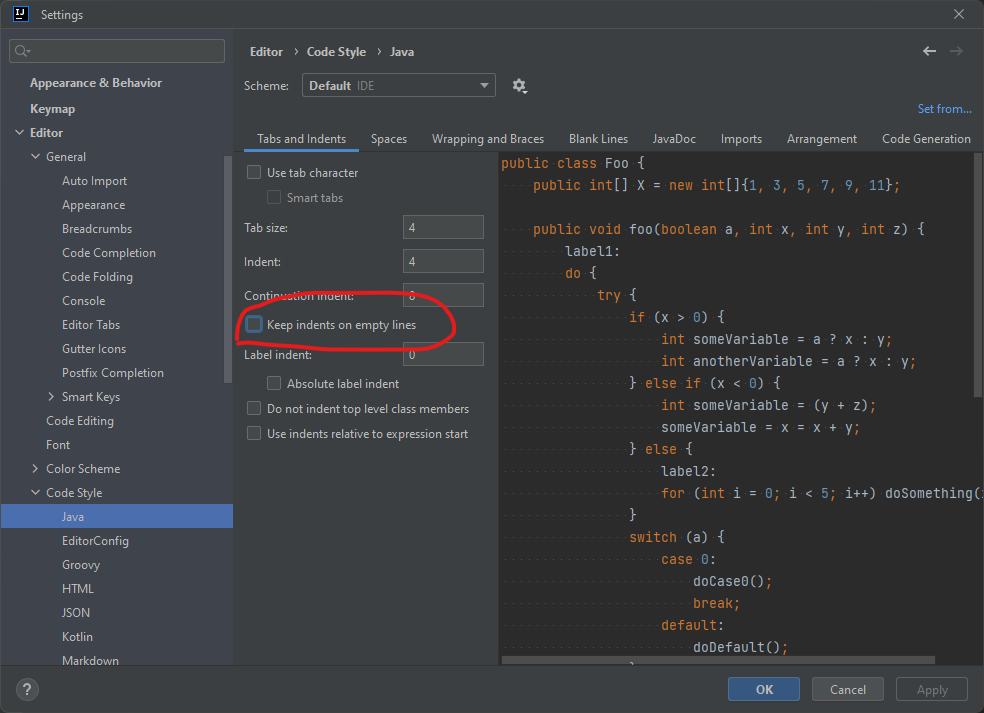 IJ Settings
Editor › Code Style › Java
Scheme: Default IDE
Set from...
Appearance & Behavior
Keymap
Editor
General
Auto Import
Appearance
Breadcrumbs
Code Completion
Code Folding
Console
Editor Tabs
Gutter Icons
Postfix Completion
Smart Keys
Code Editing
Font
Color Scheme
Code Style
Java
EditorConfig
Groovy
HTML
JSON
Kotlin
Markdown
Tabs and Indents Spaces Wrapping and Braces Blank Lines JavaDoc Imports Arrangement Code Generation
Use tab character
Smart tabs
Tab size: 4
Indent: 4
Continuation indent: 8
Keep indents on empty lines
Label indent: 0
Absolute label indent
Do not indent top level class members
Use indents relative to expression start
public class Foo {
public int[] X = new int[]{1, 3, 5, 7, 9, 11};
public void foo(boolean a, int x, int y, int z) {
label1:
do {
try {
if (x > 0) {
int someVariable = a ? x : y;
int anotherVariable = a ? x : y;
} else if (x < 0) {
int someVariable = (y + z);
someVariable = x = x + y;
} else {
label2:
for (int i = 0; i < 5; i++) doSomething(
}
switch (a) {
case 0:
doCase0();
break;
default:
doDefault();
? OK Cancel Apply